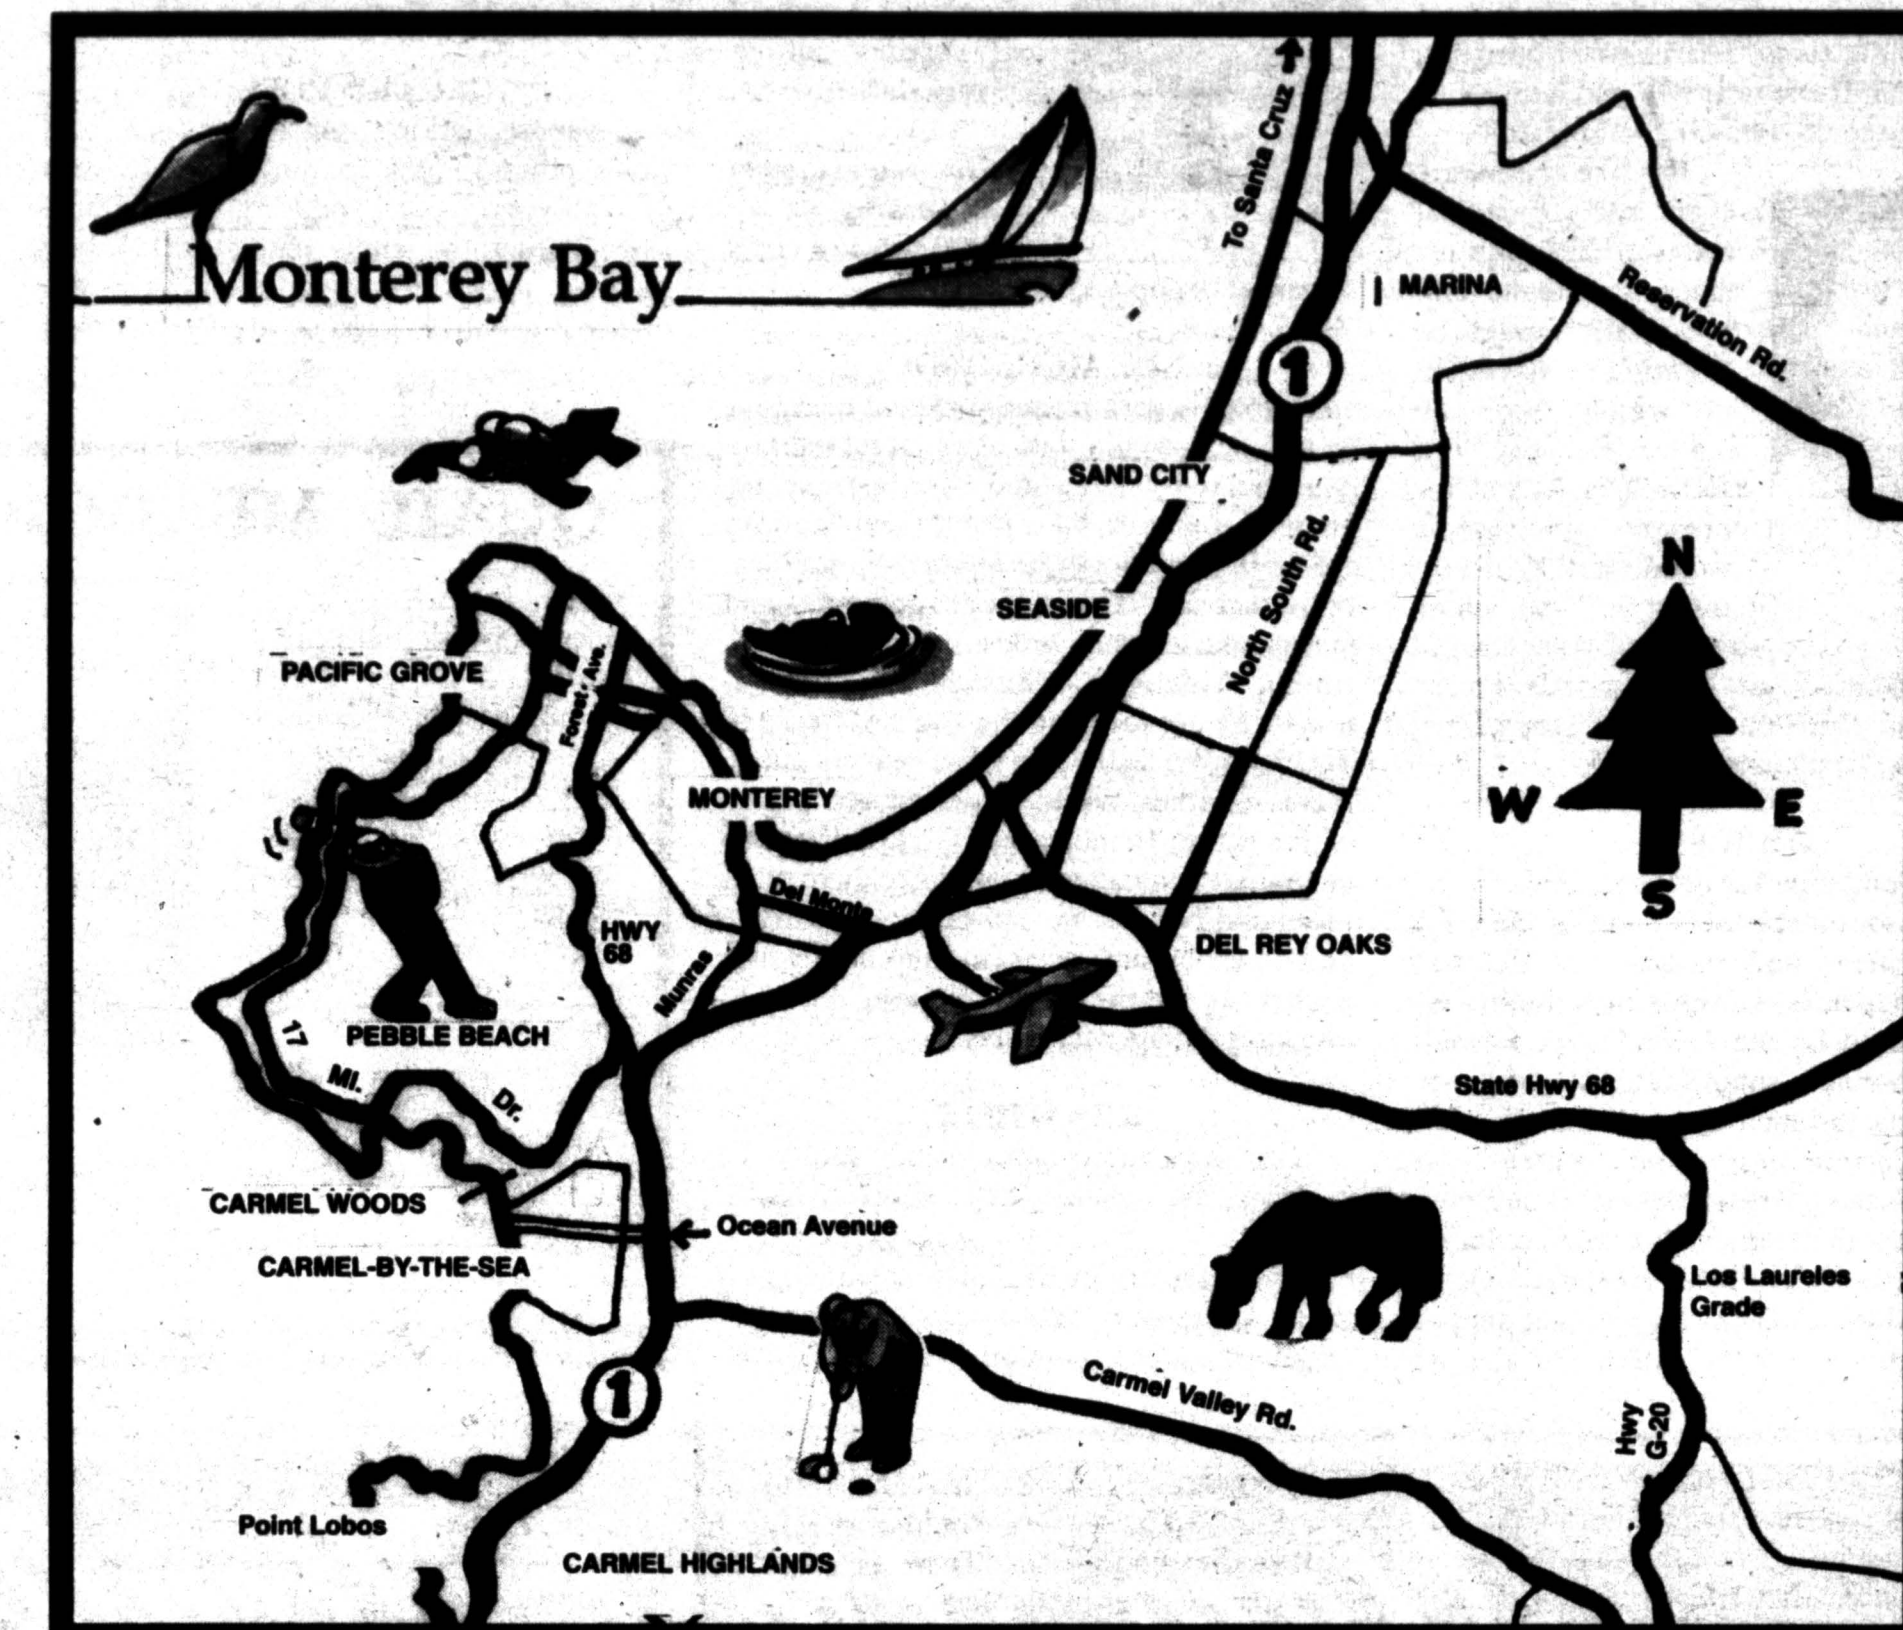 To Santa Cruz
Monterey Bay
MARINA
Reservation Rd.
1
SAND CITY
North South Rd.
N
SEASIDE
PACIFIC GROVE
Forest Ave.
MONTEREY
W
E
Del Monte
S
HWY
68
DEL REY OAKS
Munras
17
PEBBLE BEACH
MI.
Dr.
State Hwy 68
CARMEL WOODS
Ocean Avenue
CARMEL-BY-THE-SEA
Los Laureles
Grade
1
Carmel Valley Rd.
Hwy
G-20
Point Lobos
CARMEL HIGHLANDS